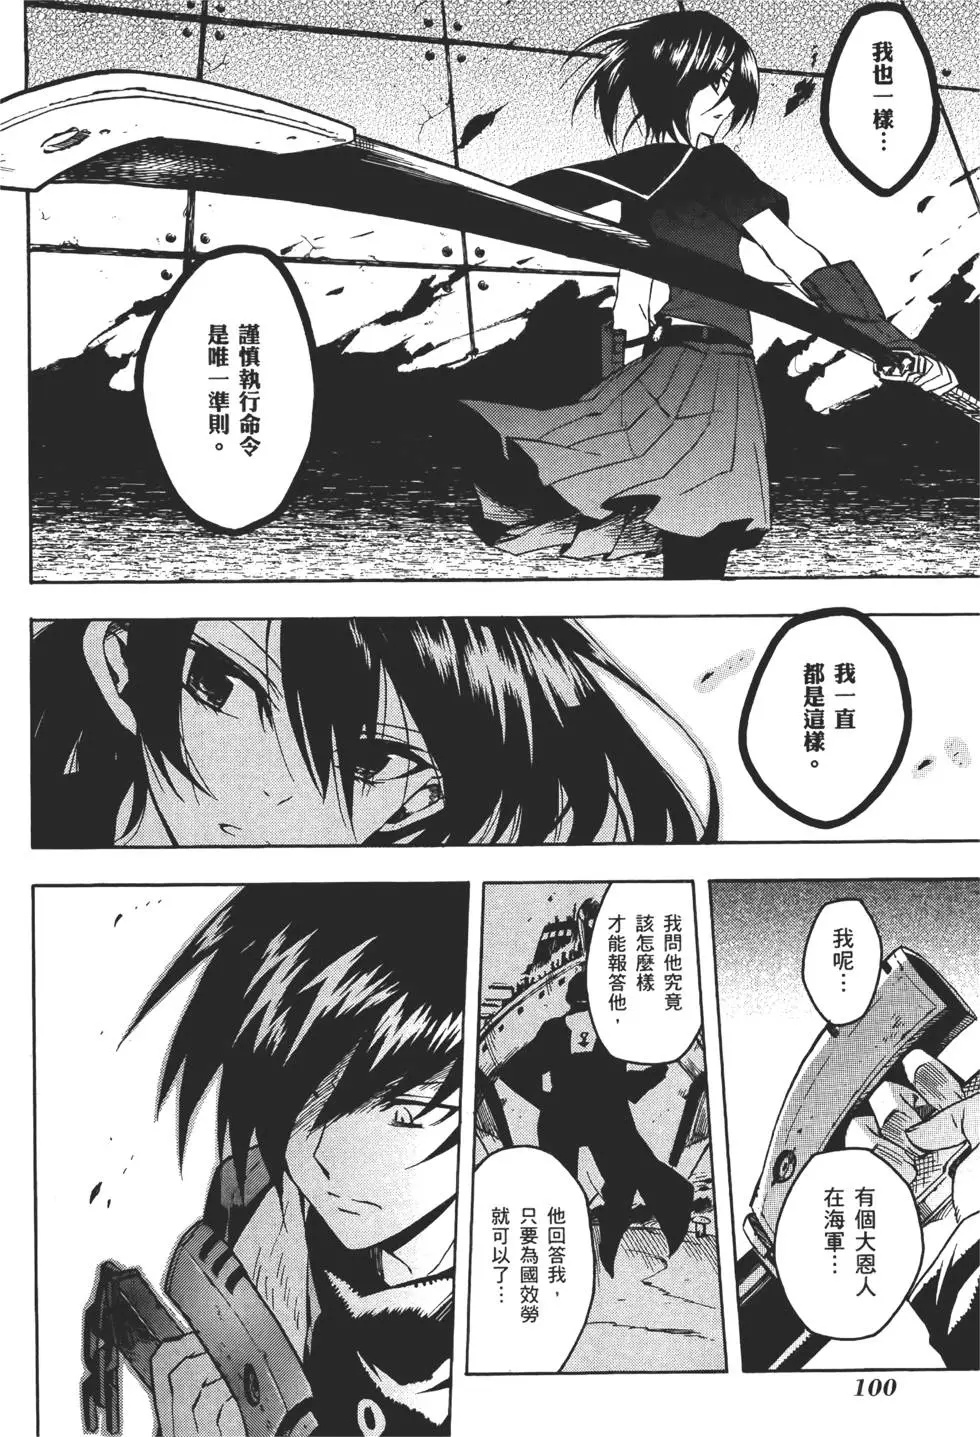 我也一樣…
謹慎執行命令
是唯一準則。
我一直
都是這樣。
我呢…
有個大恩人
在海軍…
我問他究竟
該怎麼樣
才能報答他，
他回答我，
只要為國效勞
就可以了…
100